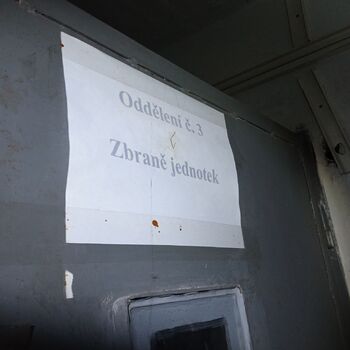 Oddělení č. 3
Zbraně jednotek